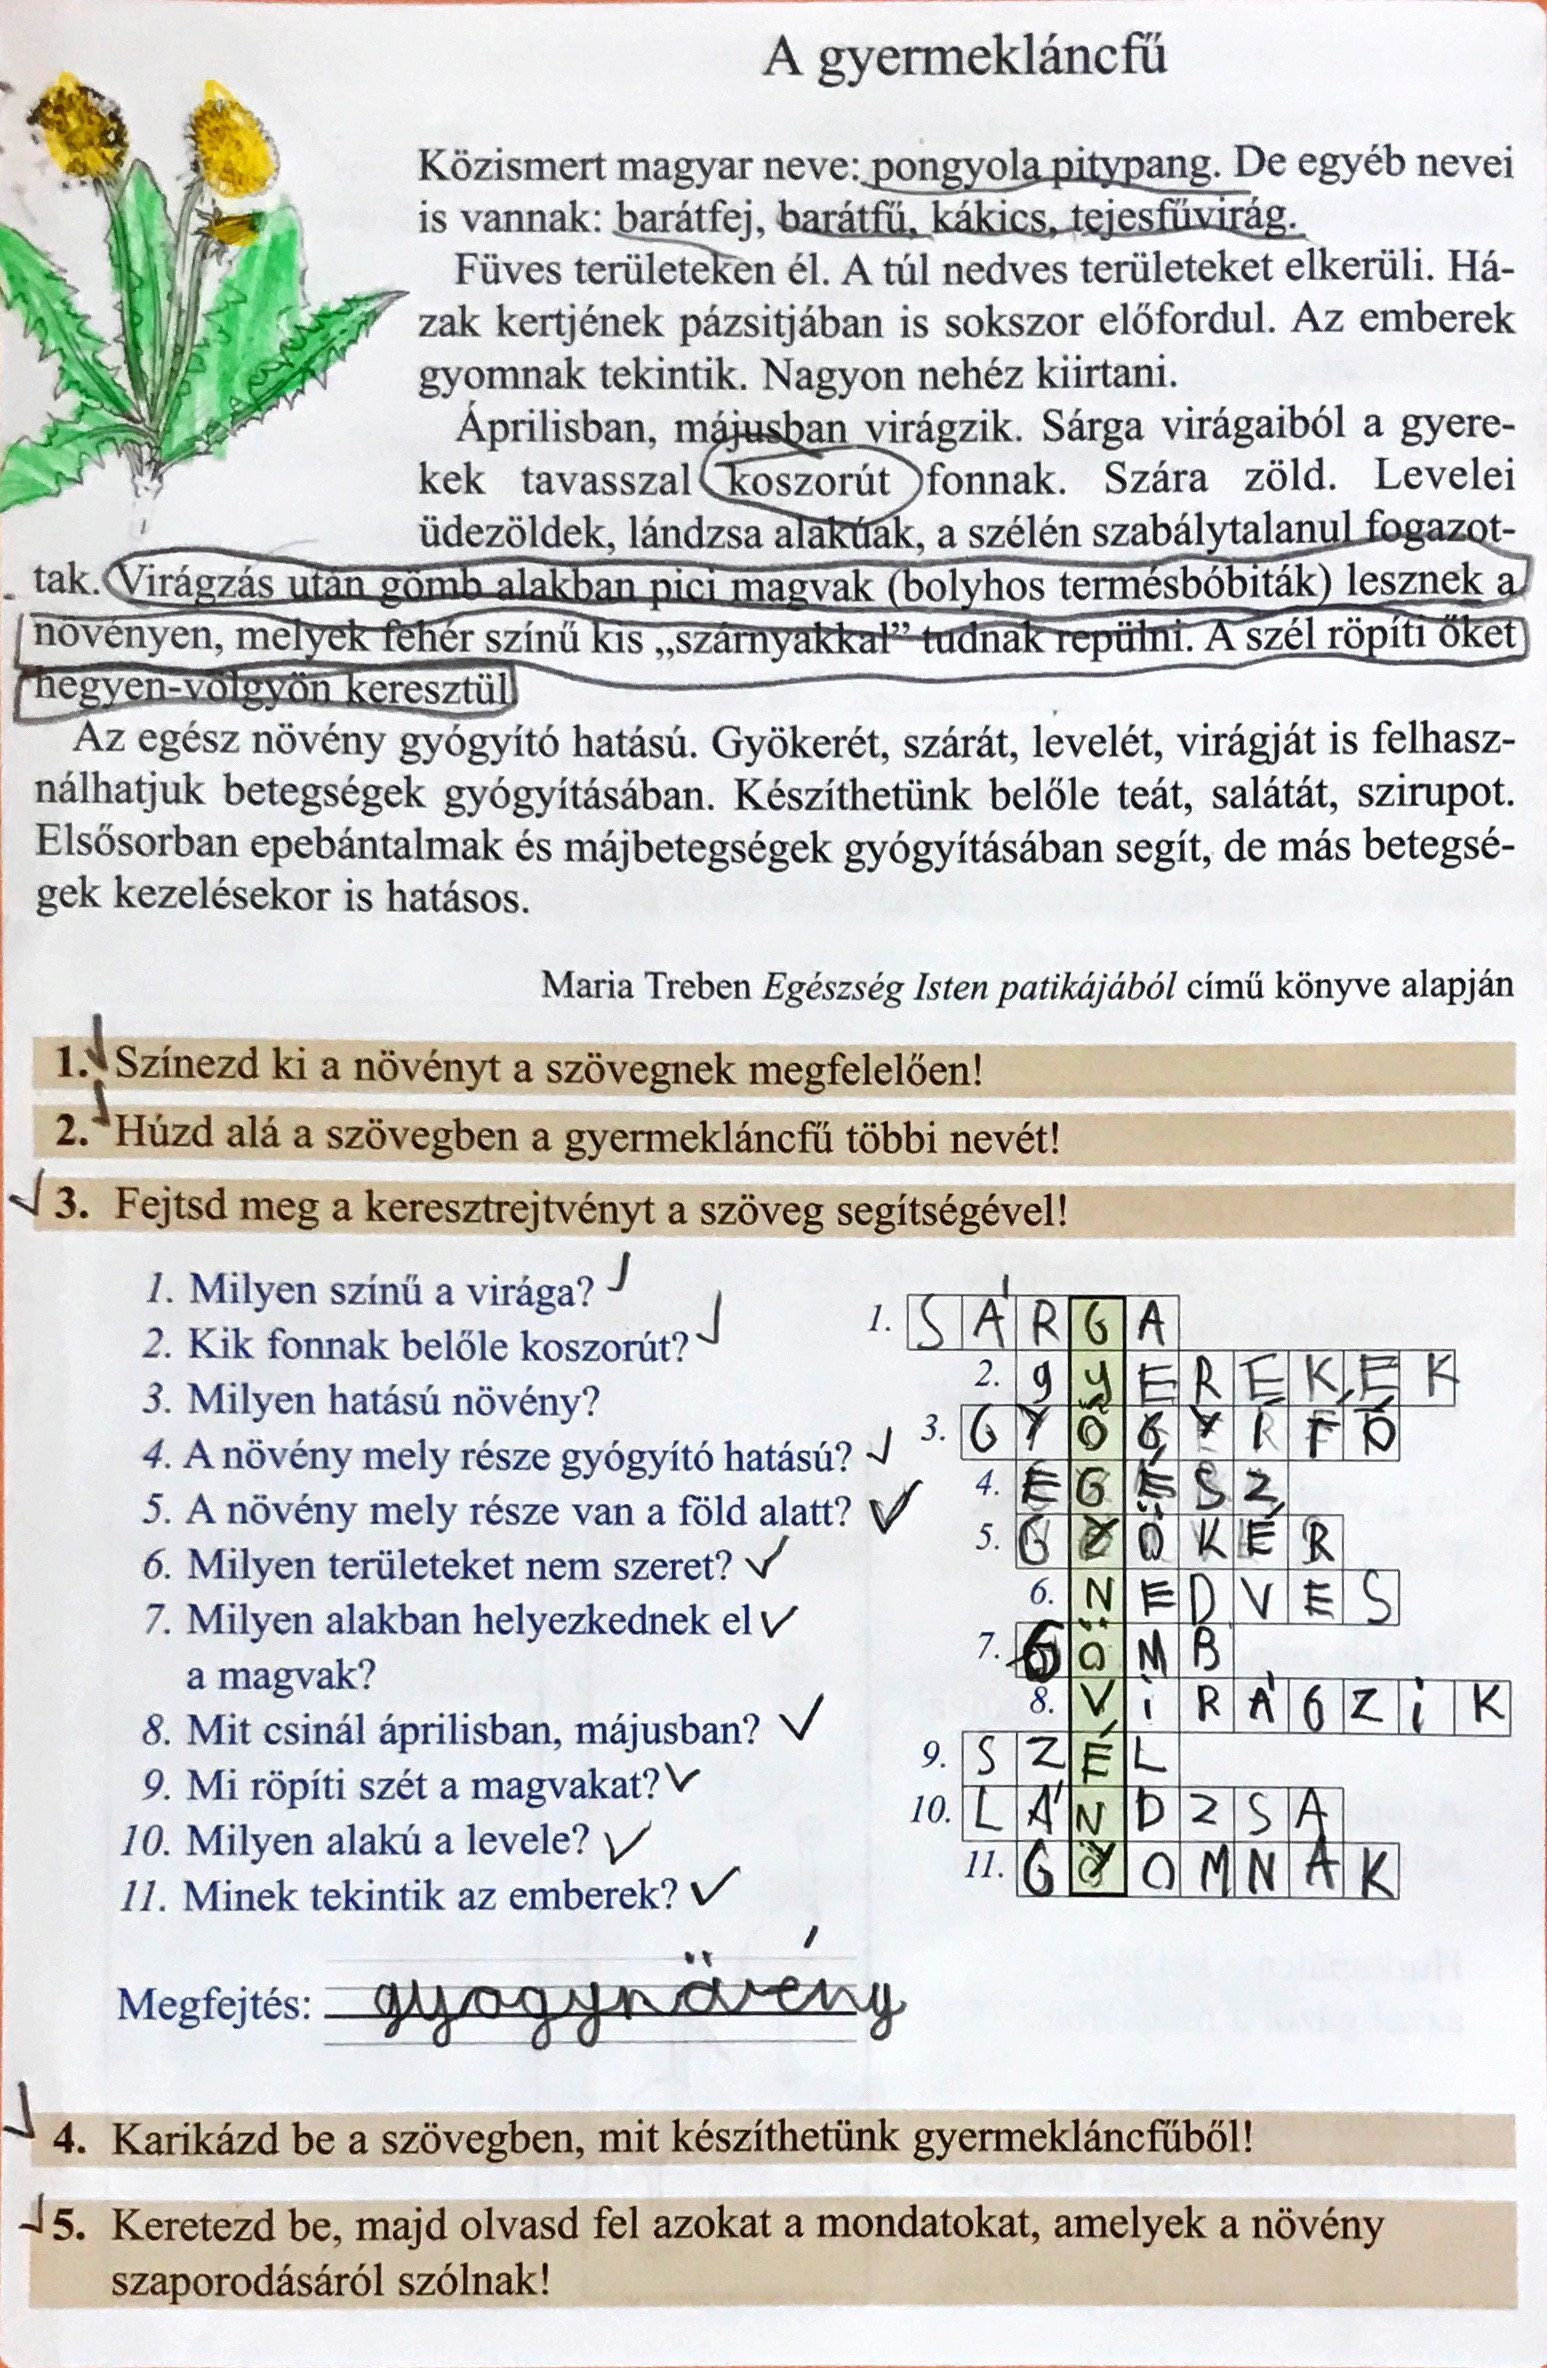 A gyermekláncfű
Közismert magyar neve: pongyola pitypang. De egyéb nevei
is vannak: barátfej, barátfű, kákics, tejesfűvirág.
Füves területeken él. A túl nedves területeket elkerüli. Há-
zak kertjének pázsitjában is sokszor előfordul. Az emberek
gyomnak tekintik. Nagyon nehéz kiirtani.
Áprilisban, májusban virágzik. Sárga virágaiból a gyere-
kek tavasszal koszorút fonnak. Szára zöld. Levelei
üdezöldek, lándzsa alakúak, a szélén szabálytalanul fogazot-
tak. Virágzás után gömb alakban pici magvak (bolyhos termésbóbiták) lesznek a
növényen, melyek fehér színű kis „szárnyakkal” tudnak repülni. A szél röpíti őket
hegyen-völgyön keresztül
Az egész növény gyógyító hatású. Gyökerét, szárát, levelét, virágját is felhasz-
nálhatjuk betegségek gyógyításában. Készíthetünk belőle teát, salátát, szirupot.
Elsősorban epebántalmak és májbetegségek gyógyításában segít, de más betegsé-
gek kezelésekor is hatásos.
Maria Treben Egészség Isten patikájából című könyve alapján
1. Színezd ki a növényt a szövegnek megfelelően!
2. Húzd alá a szövegben a gyermekláncfű többi nevét!
3. Fejtsd meg a keresztrejtvényt a szöveg segítségével!
1. Milyen színű a virága?
2. Kik fonnak belőle koszorút?
3. Milyen hatású növény?
4. A növény mely része gyógyító hatású?
5. A növény mely része van a föld alatt?
6. Milyen területeket nem szeret?
7. Milyen alakban helyezkednek el
a magvak?
8. Mit csinál áprilisban, májusban?
9. Mi röpíti szét a magvakat?
10. Milyen alakú a levele?
11. Minek tekintik az emberek?
1. SÁRGA
2. gyEREKEK
3.
4. EGÉSZ
5. GYÖKÉR
6. NEDVES
7. GÖMB
8. ViRÁGZiK
9. SZÉL
10. LÁNDZSA
11. GYOMNAK
Megfejtés: gyogynövény
4. Karikázd be a szövegben, mit készíthetünk gyermekláncfűből!
5. Keretezd be, majd olvasd fel azokat a mondatokat, amelyek a növény
szaporodásáról szólnak!